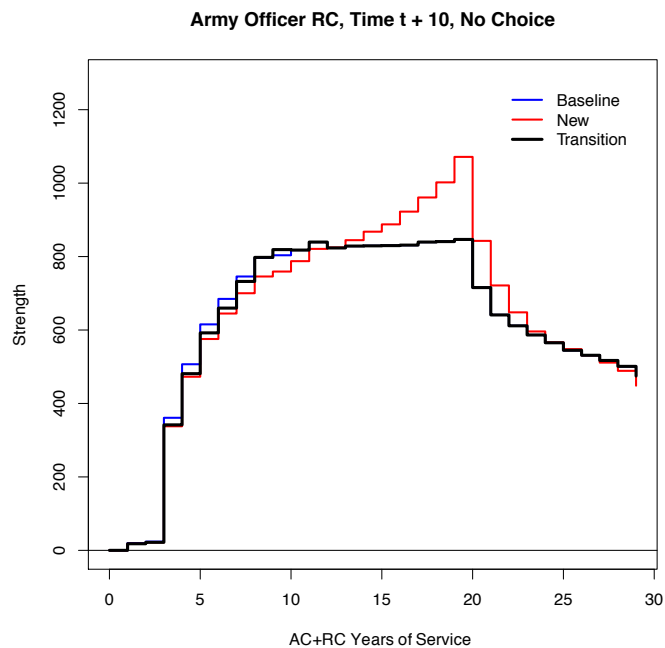 Army Officer RC, Time t + 10, No Choice
Baseline
New
Transition
Strength
1200
1000
800
600
400
200
0
0 5 10 15 20 25 30
AC+RC Years of Service